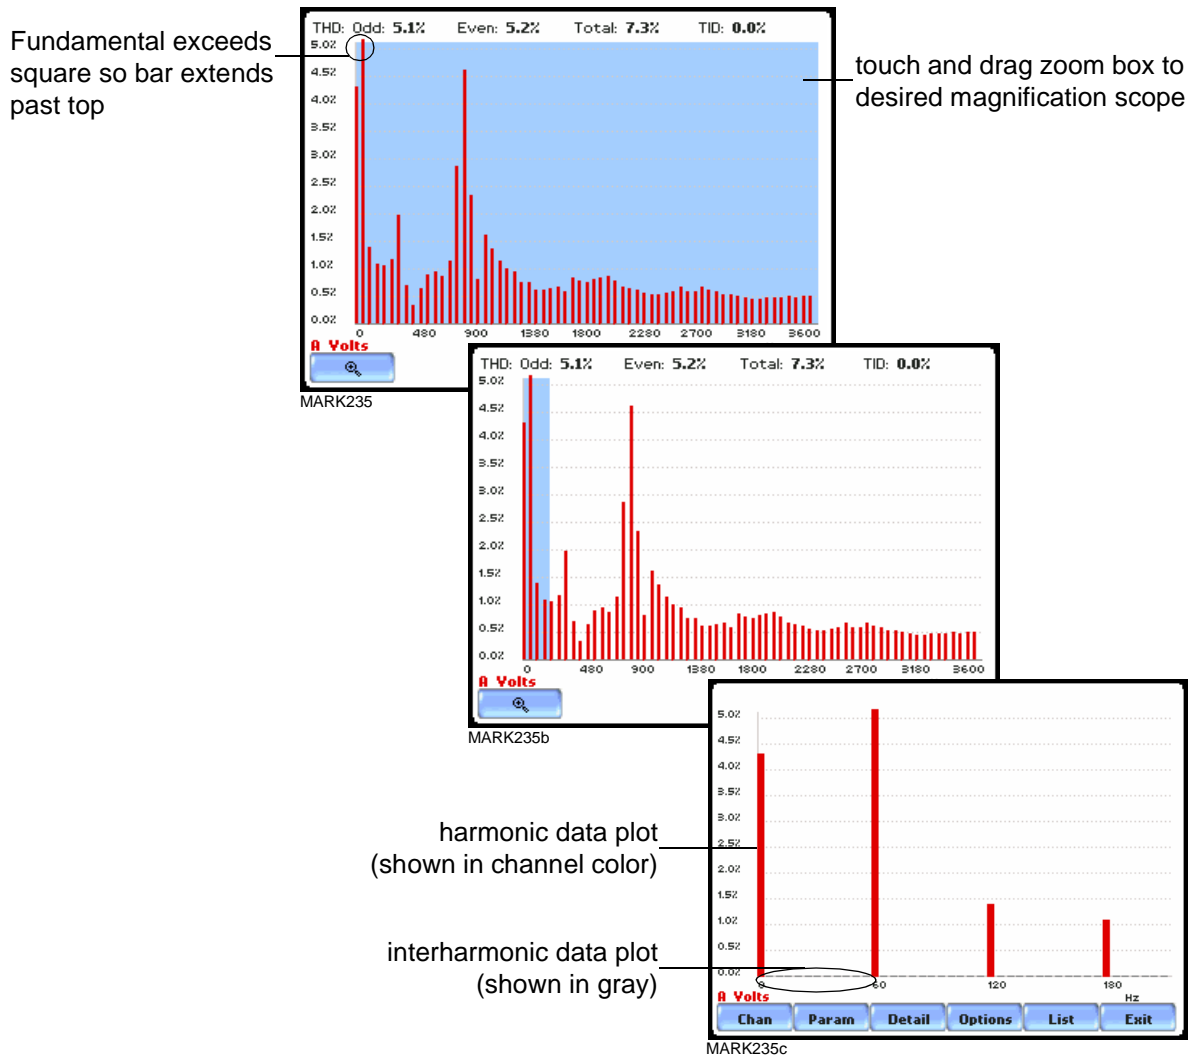 Fundamental exceeds
square so bar extends
past top
touch and drag zoom box to
desired magnification scope
THD: Odd: 5.1% Even: 5.2% Total: 7.3% TID: 0.0%
5.0%
4.5%
4.0%
3.5%
3.0%
2.5%
2.0%
1.5%
1.0%
0.5%
0.0%
0 480 900 1380 1800 2280 2700 3180 3600
A Volts
MARK235
THD: Odd: 5.1% Even: 5.2% Total: 7.3% TID: 0.0%
5.0%
4.5%
4.0%
3.5%
3.0%
2.5%
2.0%
1.5%
1.0%
0.5%
0.0%
0 480 900 1380 1800 2280 2700 3180 3600
A Volts
MARK235b
harmonic data plot
(shown in channel color)
interharmonic data plot
(shown in gray)
5.0%
4.5%
4.0%
3.5%
3.0%
2.5%
2.0%
1.5%
1.0%
0.5%
0.0%
0 60 120 180
Hz
A Volts
Chan Param Detail Options List Exit
MARK235c